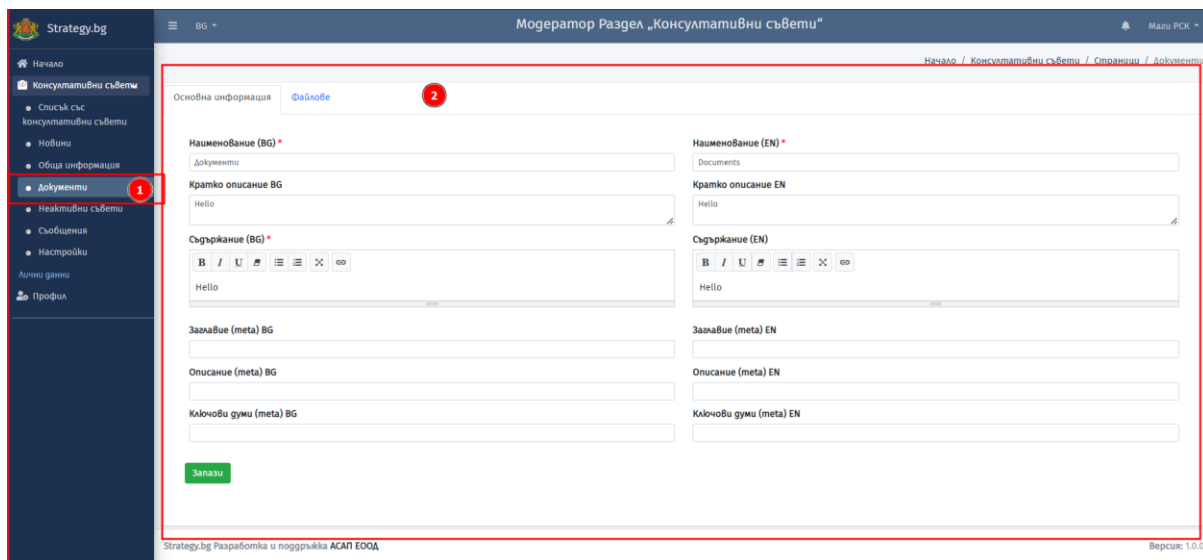 Strategy.bg
BG
Модератор Раздел „Консултативни съвети“
Маги РСК
Начало
Консултативни съвети
Списък със
консултативни съвети
Новини
Обща информация
Документи
1
Неактивни съвети
Съобщения
Настройки
Лични данни
Профил
Начало / Консултативни съвети / Страници / Документи
Основна информация
Файлове
2
Наименование (BG) *
Наименование (EN) *
Документи
Documents
Кратко описание BG
Кратко описание EN
Hello
Hello
Съдържание (BG) *
Съдържание (EN)
B I U
B I U
Hello
Hello
Заглавие (meta) BG
Заглавие (meta) EN
Описание (meta) BG
Описание (meta) EN
Ключови думи (meta) BG
Ключови думи (meta) EN
Запази
Strategy.bg Разработка и поддръжка АСАП ЕООД
Версия: 1.0.0